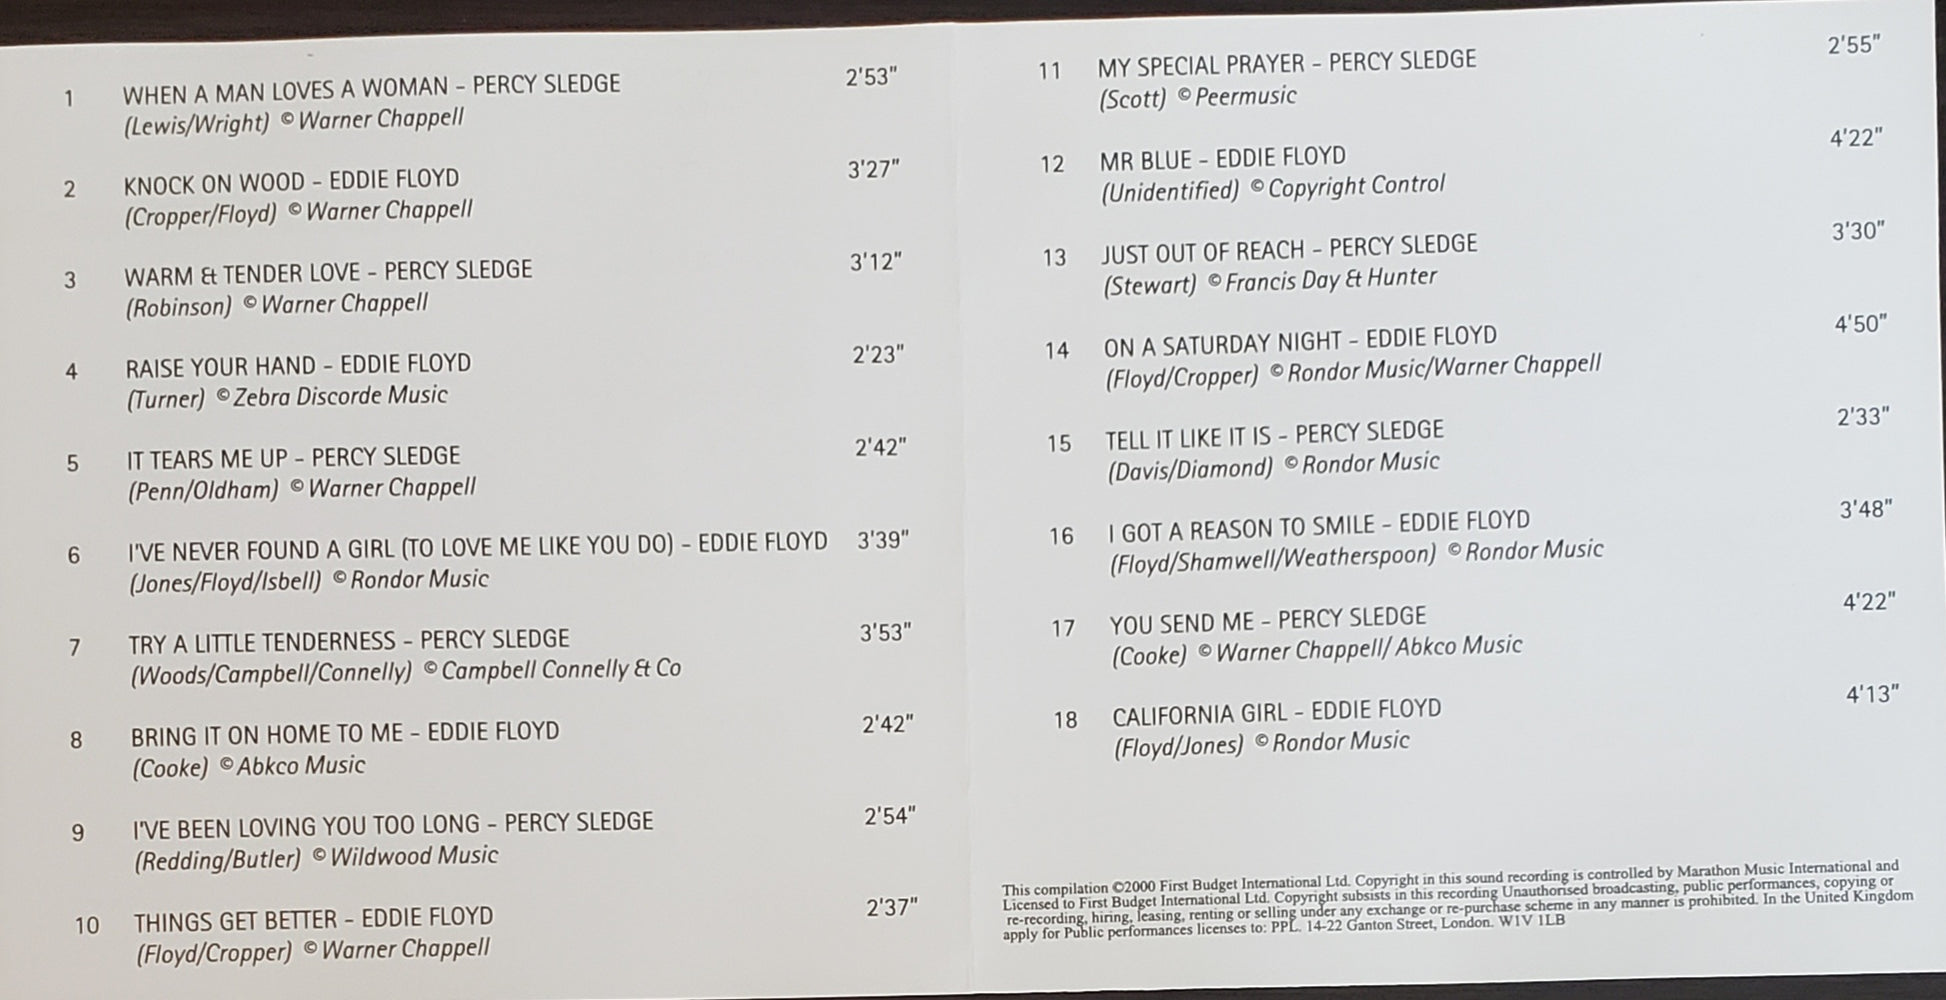 1 WHEN A MAN LOVES A WOMAN – PERCY SLEDGE 2'53"
(Lewis/Wright) © Warner Chappell
2 KNOCK ON WOOD – EDDIE FLOYD 3'27"
(Cropper/Floyd) © Warner Chappell
3 WARM & TENDER LOVE – PERCY SLEDGE 3'12"
(Robinson) © Warner Chappell
4 RAISE YOUR HAND – EDDIE FLOYD 2'23"
(Turner) © Zebra Discorde Music
5 IT TEARS ME UP – PERCY SLEDGE 2'42"
(Penn/Oldham) © Warner Chappell
6 I'VE NEVER FOUND A GIRL (TO LOVE ME LIKE YOU DO) – EDDIE FLOYD 3'39"
(Jones/Floyd/Isbell) © Rondor Music
7 TRY A LITTLE TENDERNESS – PERCY SLEDGE 3'53"
(Woods/Campbell/Connelly) © Campbell Connelly & Co
8 BRING IT ON HOME TO ME – EDDIE FLOYD 2'42"
(Cooke) © Abkco Music
9 I'VE BEEN LOVING YOU TOO LONG – PERCY SLEDGE 2'54"
(Redding/Butler) © Wildwood Music
10 THINGS GET BETTER – EDDIE FLOYD 2'37"
(Floyd/Cropper) © Warner Chappell
11 MY SPECIAL PRAYER – PERCY SLEDGE 2'55"
(Scott) © Peermusic
12 MR BLUE – EDDIE FLOYD 4'22"
(Unidentified) © Copyright Control
13 JUST OUT OF REACH – PERCY SLEDGE 3'30"
(Stewart) © Francis Day & Hunter
14 ON A SATURDAY NIGHT – EDDIE FLOYD 4'50"
(Floyd/Cropper) © Rondor Music/Warner Chappell
15 TELL IT LIKE IT IS – PERCY SLEDGE 2'33"
(Davis/Diamond) © Rondor Music
16 I GOT A REASON TO SMILE – EDDIE FLOYD 3'48"
(Floyd/Shamwell/Weatherspoon) © Rondor Music
17 YOU SEND ME – PERCY SLEDGE 4'22"
(Cooke) © Warner Chappell/ Abkco Music
18 CALIFORNIA GIRL – EDDIE FLOYD 4'13"
(Floyd/Jones) © Rondor Music
This compilation ©2000 First Budget International Ltd. Copyright in this sound recording is controlled by Marathon Music International and
Licensed to First Budget International Ltd. Copyright subsists in this recording Unauthorised broadcasting, public performances, copying or
re-recording, hiring, leasing, renting or selling under any exchange or re-purchase scheme in any manner is prohibited. In the United Kingdom
apply for Public performances licenses to: PPL. 14-22 Ganton Street, London. W1V 1LB